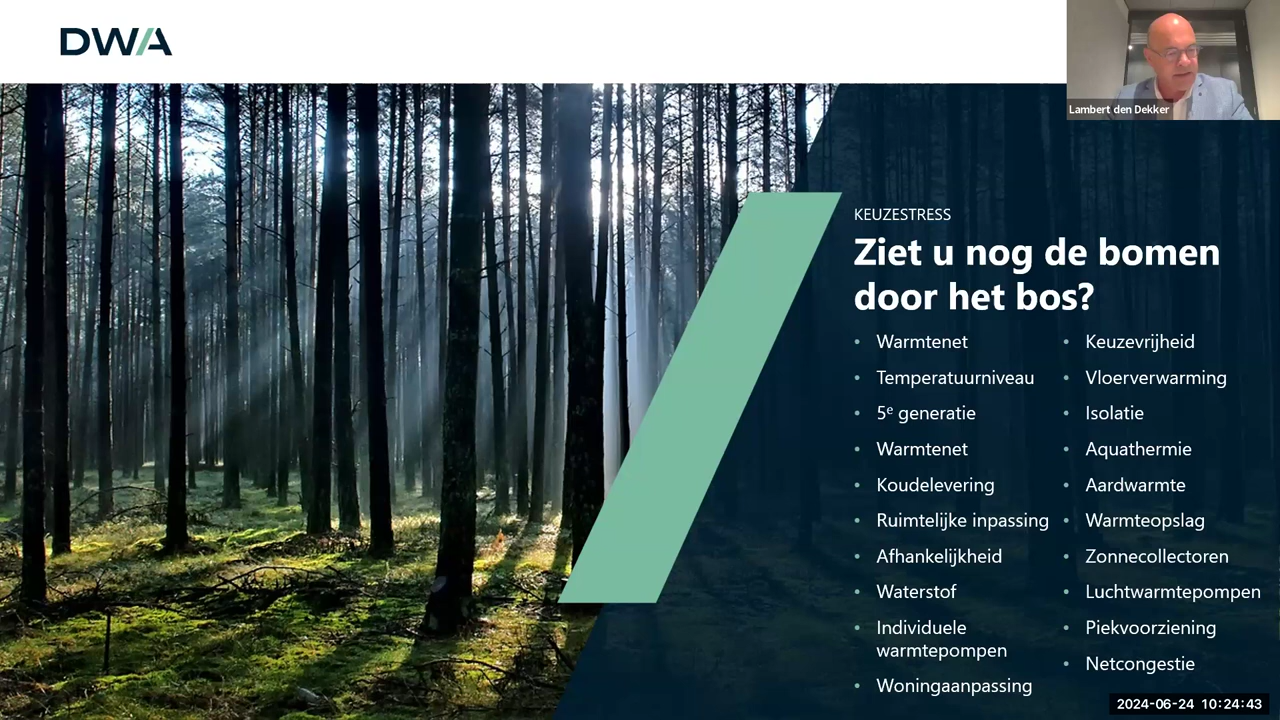 DWA
Lambert den Dekker
KEUZESTRESS
Ziet u nog de bomen
door het bos?
• Warmtenet
• Temperatuurniveau
• 5ᵉ generatie
• Warmtenet
• Koudelevering
• Ruimtelijke inpassing
• Afhankelijkheid
• Waterstof
• Individuele
warmtepompen
• Woningaanpassing
• Keuzevrijheid
• Vloerverwarming
• Isolatie
• Aquathermie
• Aardwarmte
• Warmteopslag
• Zonnecollectoren
• Luchtwarmtepompen
• Piekvoorziening
• Netcongestie
2024-06-24 10:24:43